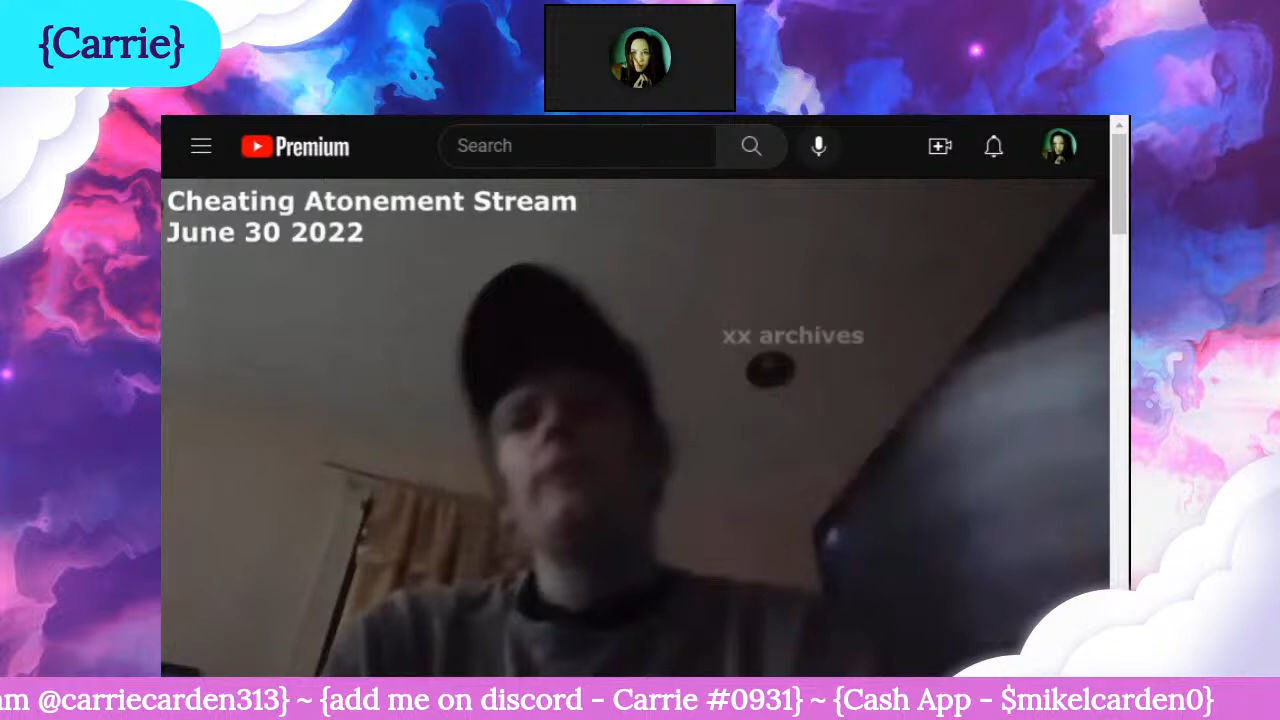 {Carrie}
Premium
Search
Cheating Atonement Stream
June 30 2022
xx archives
am @carriecarden313} ~ {add me on discord - Carrie #0931} ~ {Cash App - $mikelcarden0}